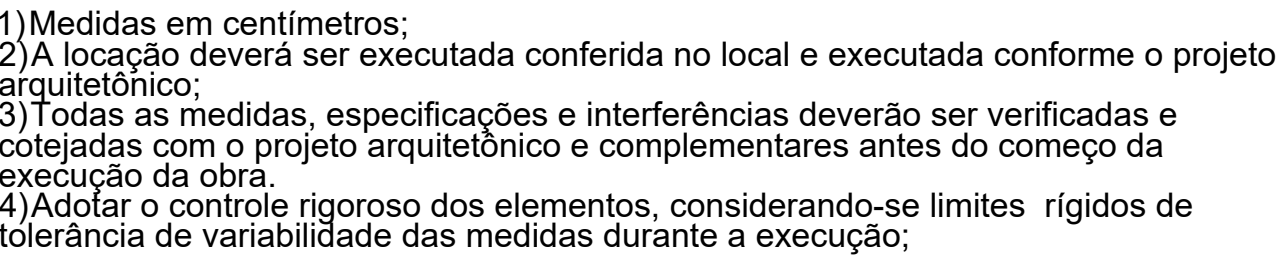 1)Medidas em centímetros;
2)A locação deverá ser executada conferida no local e executada conforme o projeto
arquitetônico;
3)Todas as medidas, especificações e interferências deverão ser verificadas e
cotejadas com o projeto arquitetônico e complementares antes do começo da
execução da obra.
4)Adotar o controle rigoroso dos elementos, considerando-se limites  rígidos de
tolerância de variabilidade das medidas durante a execução;